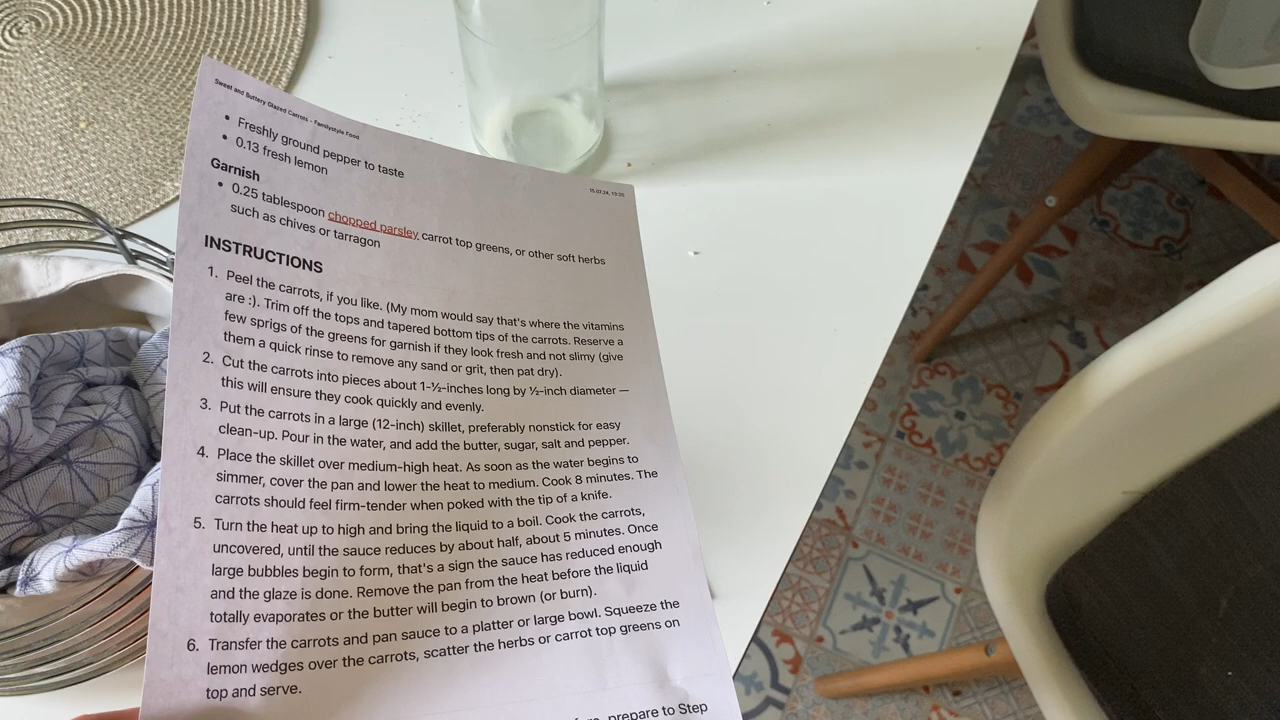 Sweet and Buttery Glazed Carrots - Familystyle Food
15.07.24, 13:20
• Freshly ground pepper to taste
• 0.13 fresh lemon
Garnish
• 0.25 tablespoon chopped parsley, carrot top greens, or other soft herbs
such as chives or tarragon
INSTRUCTIONS
1. Peel the carrots, if you like. (My mom would say that's where the vitamins
are :). Trim off the tops and tapered bottom tips of the carrots. Reserve a
few sprigs of the greens for garnish if they look fresh and not slimy (give
them a quick rinse to remove any sand or grit, then pat dry).
2. Cut the carrots into pieces about 1-½-inches long by ½-inch diameter —
this will ensure they cook quickly and evenly.
3. Put the carrots in a large (12-inch) skillet, preferably nonstick for easy
clean-up. Pour in the water, and add the butter, sugar, salt and pepper.
4. Place the skillet over medium-high heat. As soon as the water begins to
simmer, cover the pan and lower the heat to medium. Cook 8 minutes. The
carrots should feel firm-tender when poked with the tip of a knife.
5. Turn the heat up to high and bring the liquid to a boil. Cook the carrots,
uncovered, until the sauce reduces by about half, about 5 minutes. Once
large bubbles begin to form, that's a sign the sauce has reduced enough
and the glaze is done. Remove the pan from the heat before the liquid
totally evaporates or the butter will begin to brown (or burn).
6. Transfer the carrots and pan sauce to a platter or large bowl. Squeeze the
lemon wedges over the carrots, scatter the herbs or carrot top greens on
top and serve.
prepare to Step